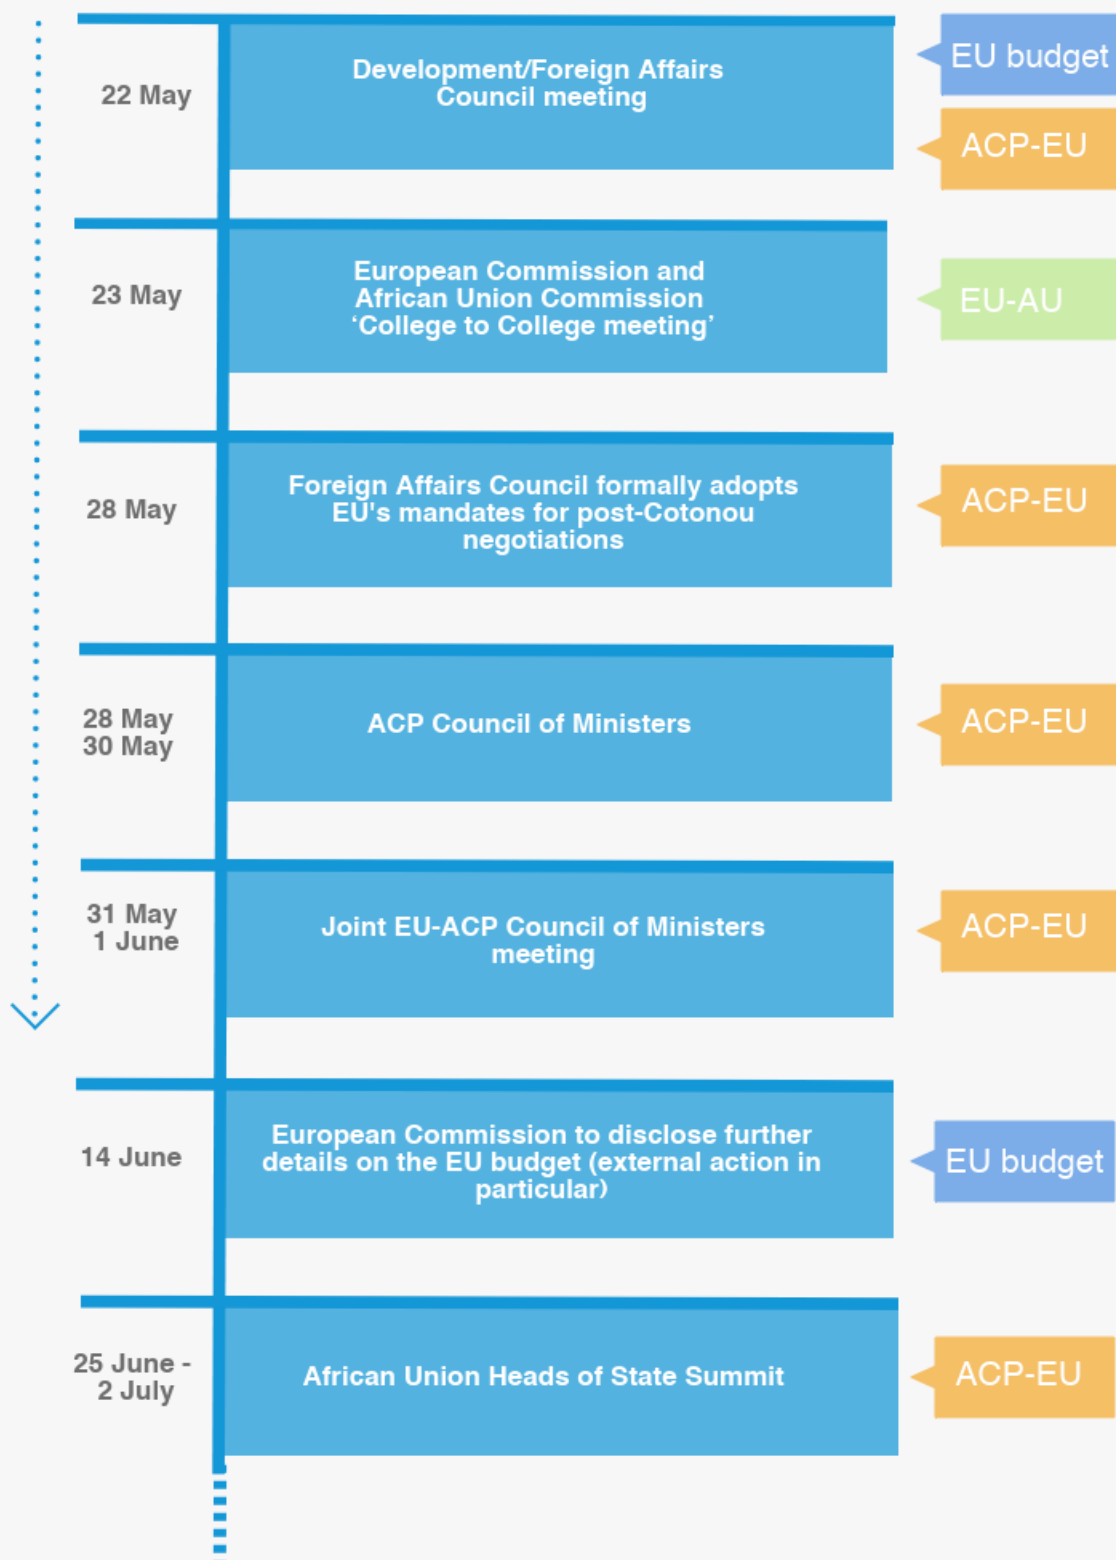 22 May
Development/Foreign Affairs
Council meeting
EU budget
ACP-EU
23 May
European Commission and
African Union Commission
‘College to College meeting’
EU-AU
28 May
Foreign Affairs Council formally adopts
EU's mandates for post-Cotonou
negotiations
ACP-EU
28 May
30 May
ACP Council of Ministers
ACP-EU
31 May
1 June
Joint EU-ACP Council of Ministers
meeting
ACP-EU
14 June
European Commission to disclose further
details on the EU budget (external action in
particular)
EU budget
25 June -
2 July
African Union Heads of State Summit
ACP-EU